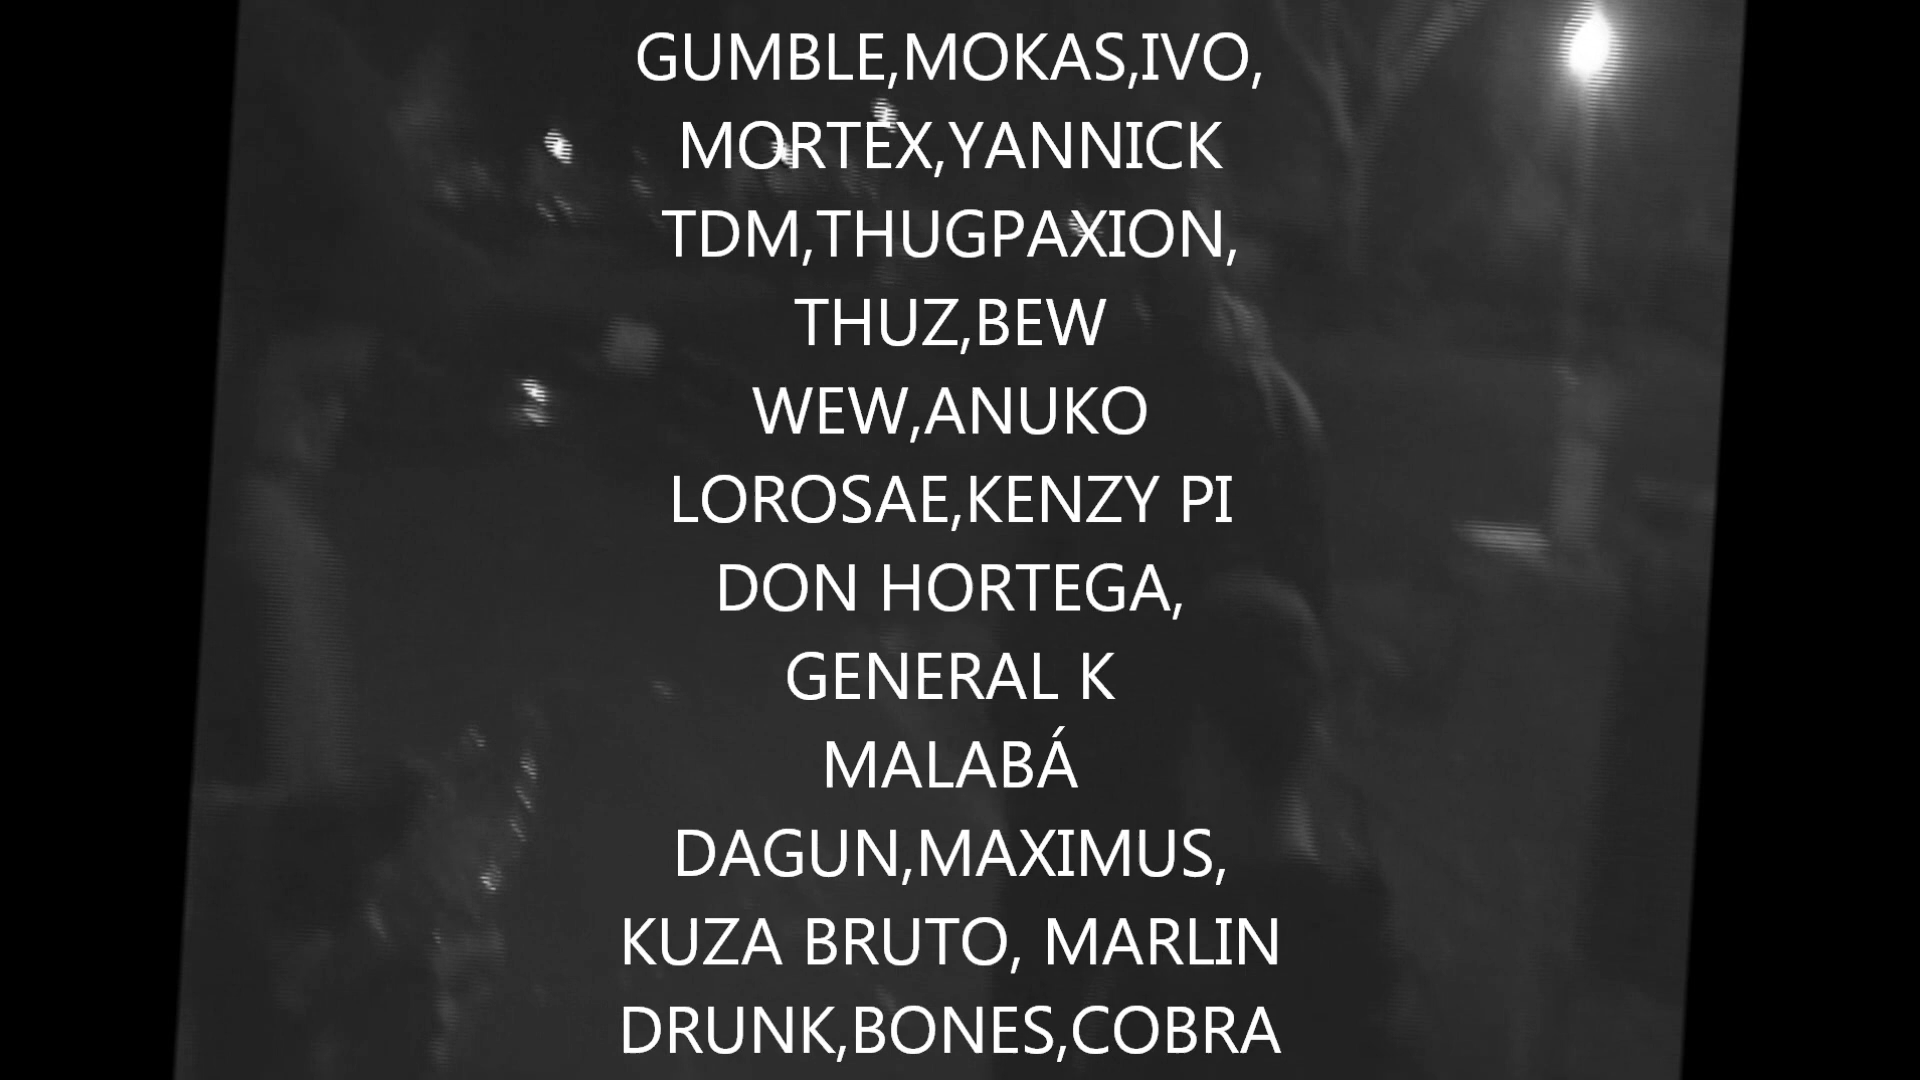 GUMBLE,MOKAS,IVO,
MORTEX,YANNICK
TDM,THUGPAXION,
THUZ,BEW
WEW,ANUKO
LOROSAE,KENZY PI
DON HORTEGA,
GENERAL K
MALABÁ
DAGUN,MAXIMUS,
KUZA BRUTO, MARLIN
DRUNK,BONES,COBRA